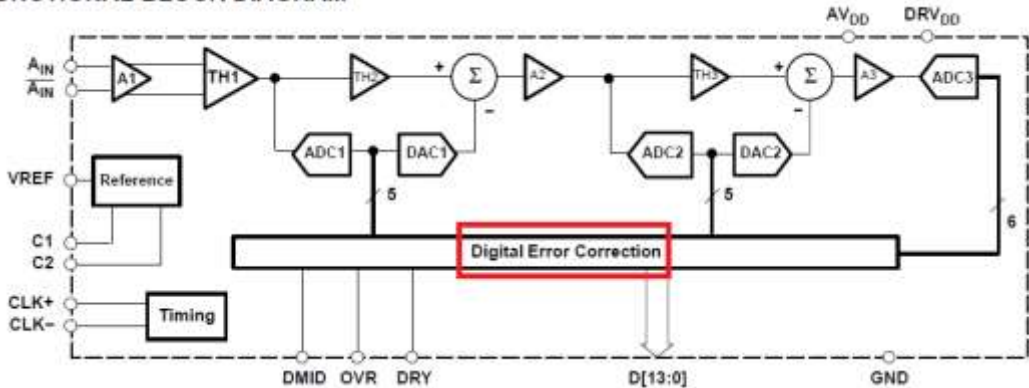 AVDD DRVDD
AIN
AIN
A1
TH1
TH2
+
Σ
−
A2
TH3
+
Σ
−
A3
ADC3
ADC1
DAC1
ADC2
DAC2
VREF
Reference
5
5
6
C1
C2
Digital Error Correction
CLK+
CLK−
Timing
DMID OVR DRY D[13:0] GND